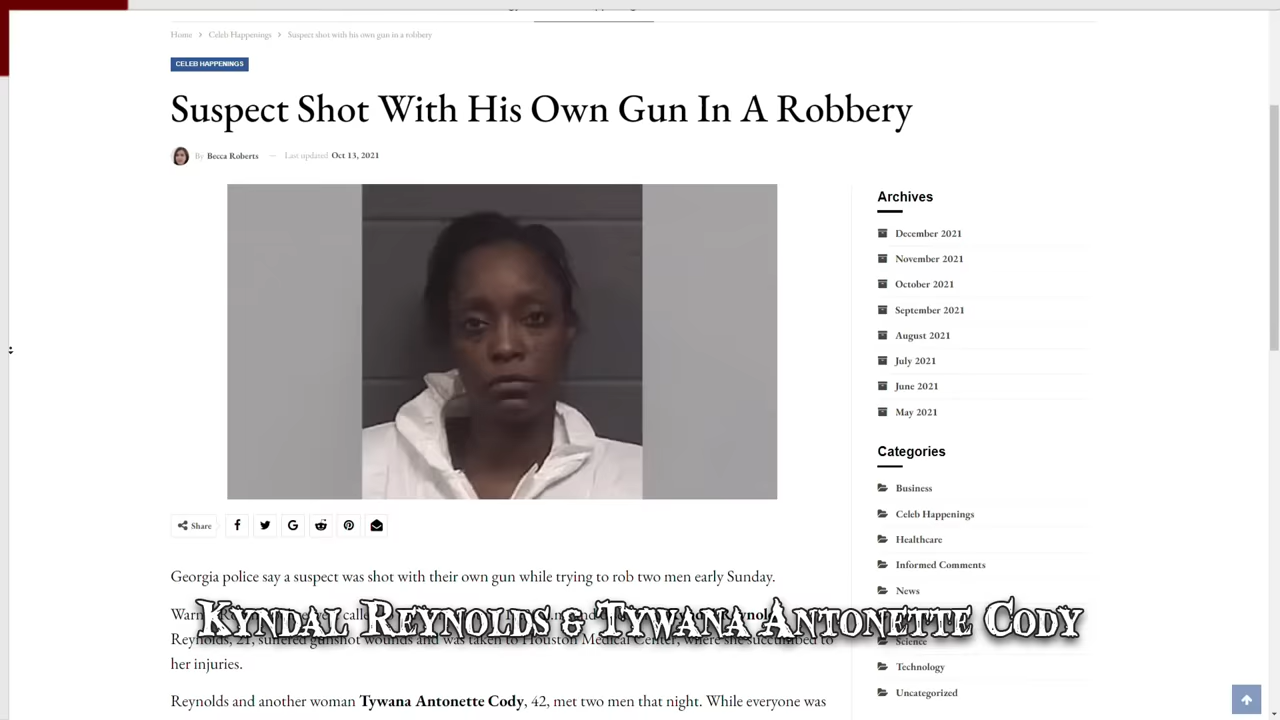 Home > Celeb Happenings > Suspect shot with his own gun in a robbery
CELEB HAPPENINGS
Suspect Shot With His Own Gun In A Robbery
By Becca Roberts — Last updated Oct 13, 2021
Share
Georgia police say a suspect was shot with their own gun while trying to rob two men early Sunday.
Kyndal Reynolds & Tywana Antonette Cody
Reynolds, 21, suffered gunshot wounds and was taken to Houston Medical Center, where she succumbed to
her injuries.
Reynolds and another woman Tywana Antonette Cody, 42, met two men that night. While everyone was
Archives
December 2021
November 2021
October 2021
September 2021
August 2021
July 2021
June 2021
May 2021
Categories
Business
Celeb Happenings
Healthcare
Informed Comments
News
Science
Technology
Uncategorized